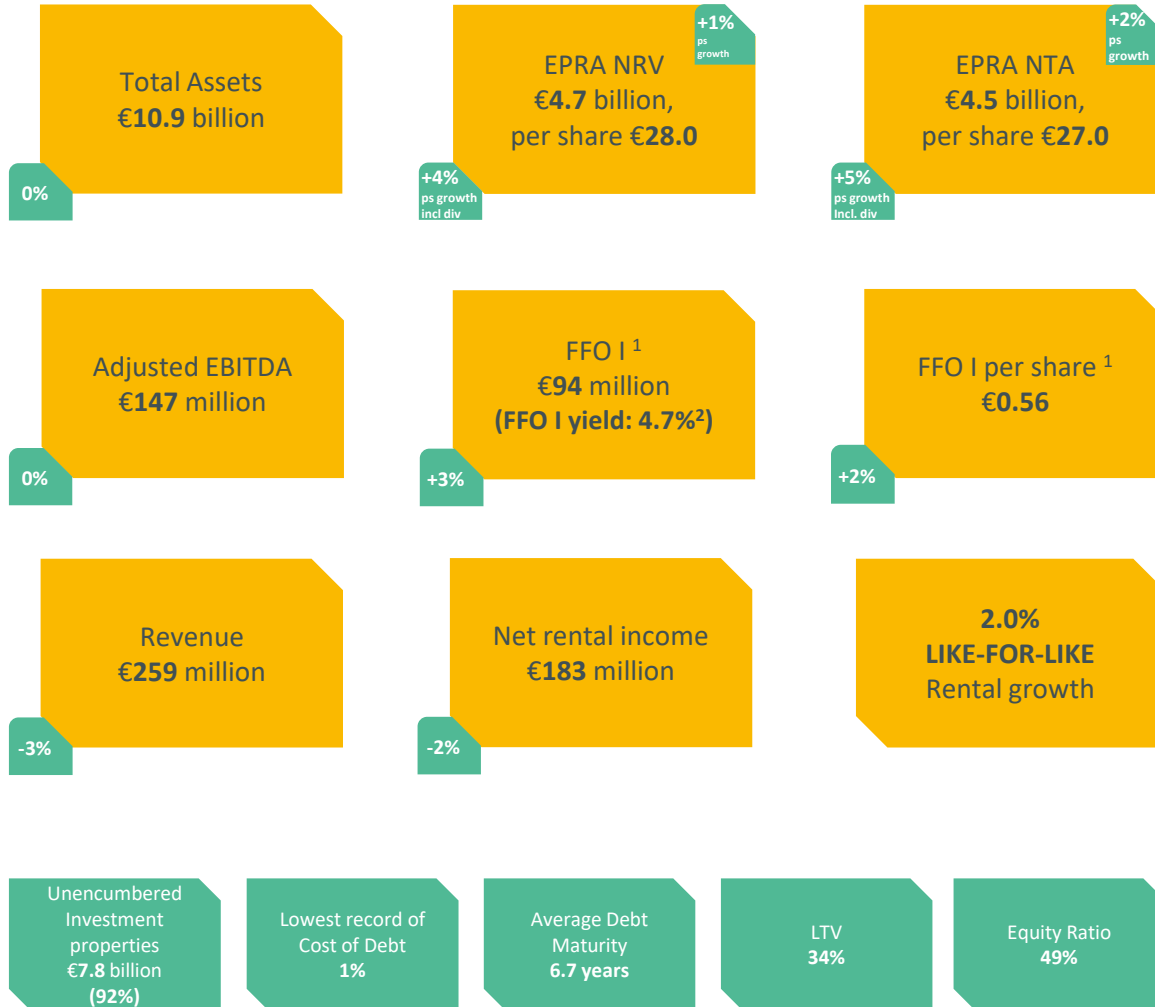 Total Assets
€10.9 billion
0%
+1%
ps
growth
EPRA NRV
€4.7 billion,
per share €28.0
+4%
ps growth
incl div
+2%
ps
growth
EPRA NTA
€4.5 billion,
per share €27.0
+5%
ps growth
Incl. div
Adjusted EBITDA
€147 million
0%
FFO I ¹
€94 million
(FFO I yield: 4.7%²)
+3%
FFO I per share ¹
€0.56
+2%
Revenue
€259 million
-3%
Net rental income
€183 million
-2%
2.0%
LIKE-FOR-LIKE
Rental growth
Unencumbered
Investment
properties
€7.8 billion
(92%)
Lowest record of
Cost of Debt
1%
Average Debt
Maturity
6.7 years
LTV
34%
Equity Ratio
49%